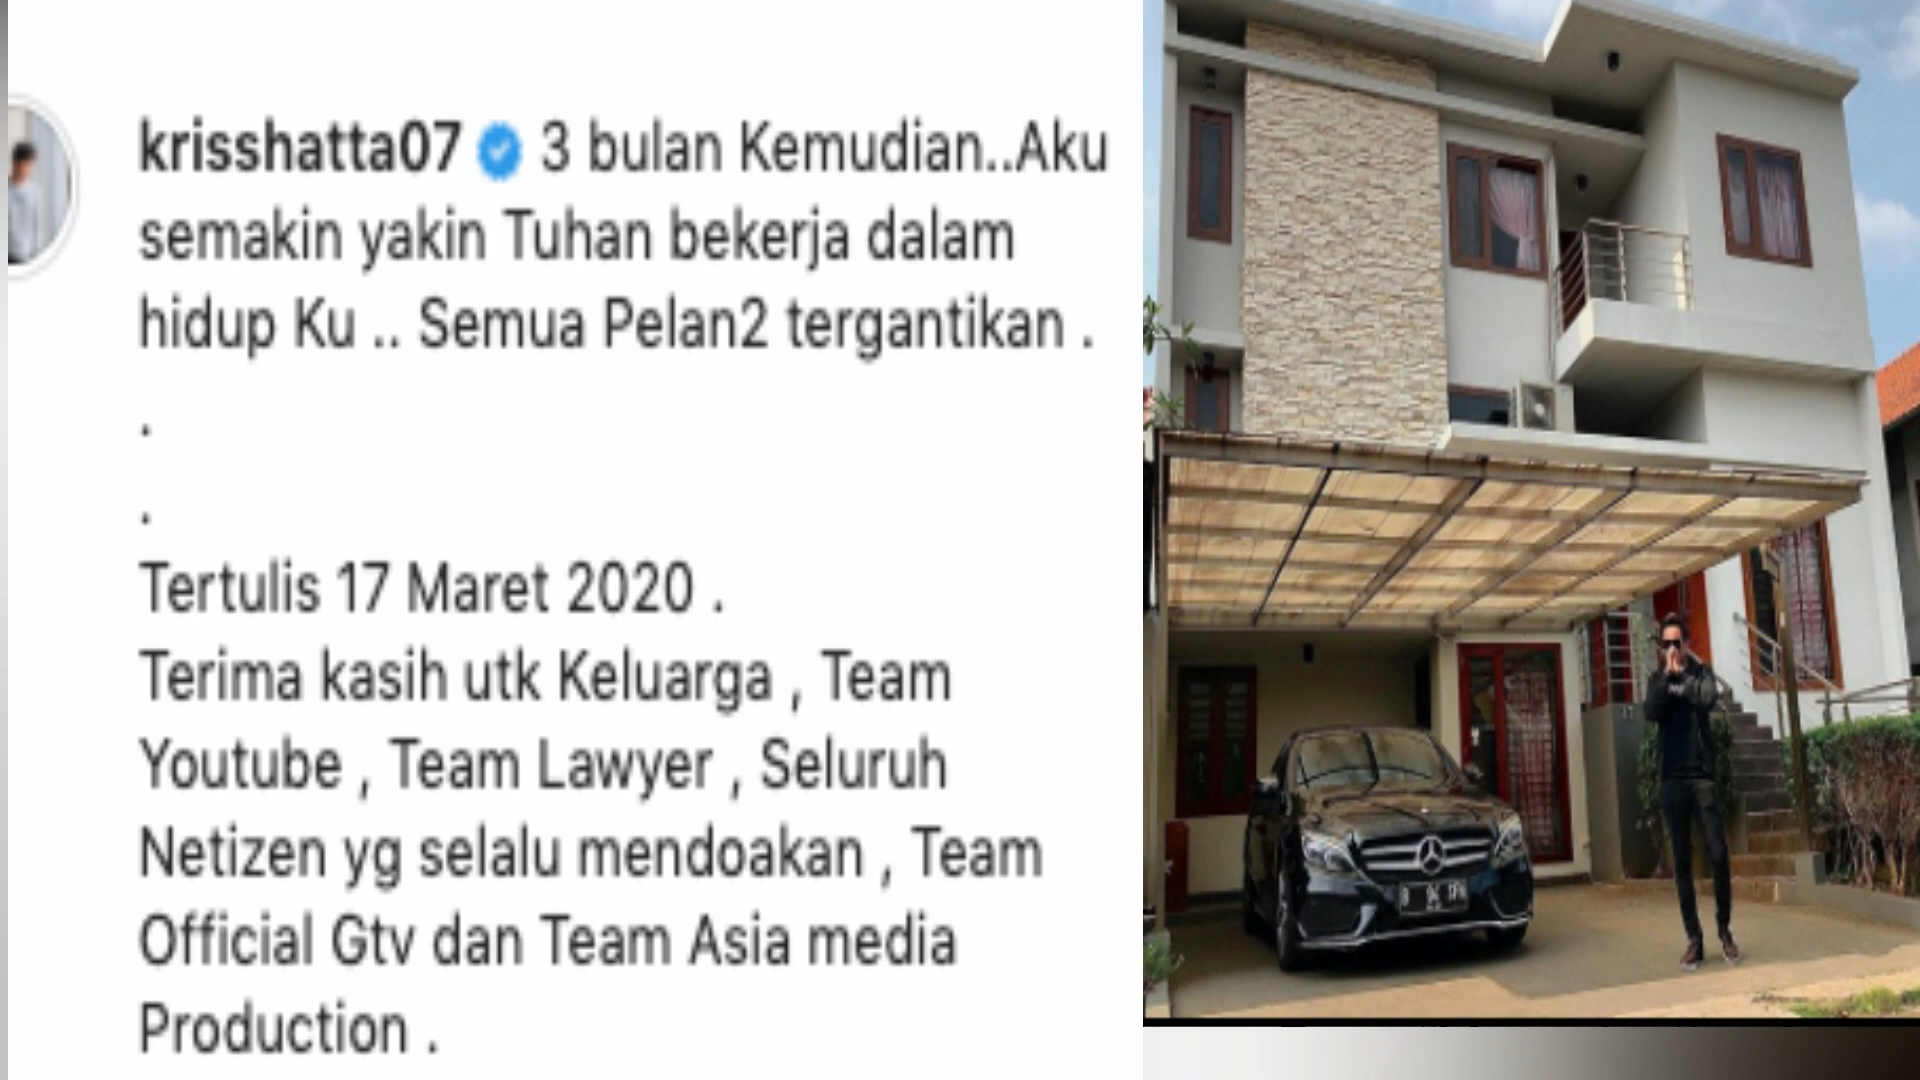 krisshatta07 3 bulan Kemudian..Aku
semakin yakin Tuhan bekerja dalam
hidup Ku .. Semua Pelan2 tergantikan .
.
.
Tertulis 17 Maret 2020 .
Terima kasih utk Keluarga , Team
Youtube , Team Lawyer , Seluruh
Netizen yg selalu mendoakan , Team
Official Gtv dan Team Asia media
Production .